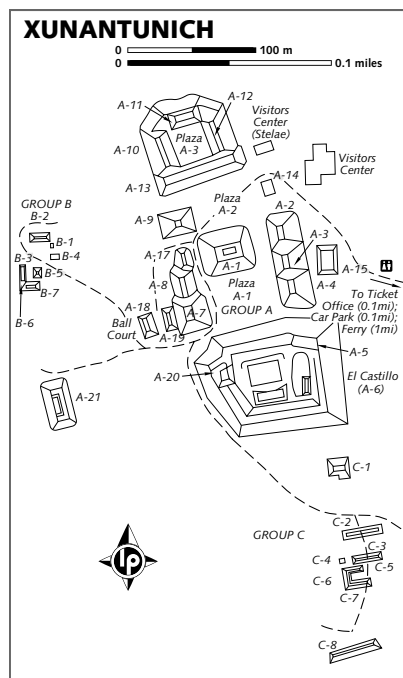 XUNANTUNICH
0 100 m
0 0.1 miles
A-11
A-12
Plaza
A-3
A-10
A-13
Visitors
Center
(Stelae)
Visitors
Center
A-14
GROUP B
B-2
B-1
B-4
B-3
B-5
B-7
B-6
A-9
Plaza
A-2
A-2
A-3
A-17
A-1
A-8
A-15
A-4
Plaza
A-1
GROUP A
A-18
A-7
Ball
Court
A-19
To Ticket
Office (0.1mi);
Car Park (0.1mi);
Ferry (1mi)
A-5
A-20
El Castillo
(A-6)
A-21
C-1
GROUP C
C-2
C-3
C-4
C-5
C-6
C-7
C-8
lp